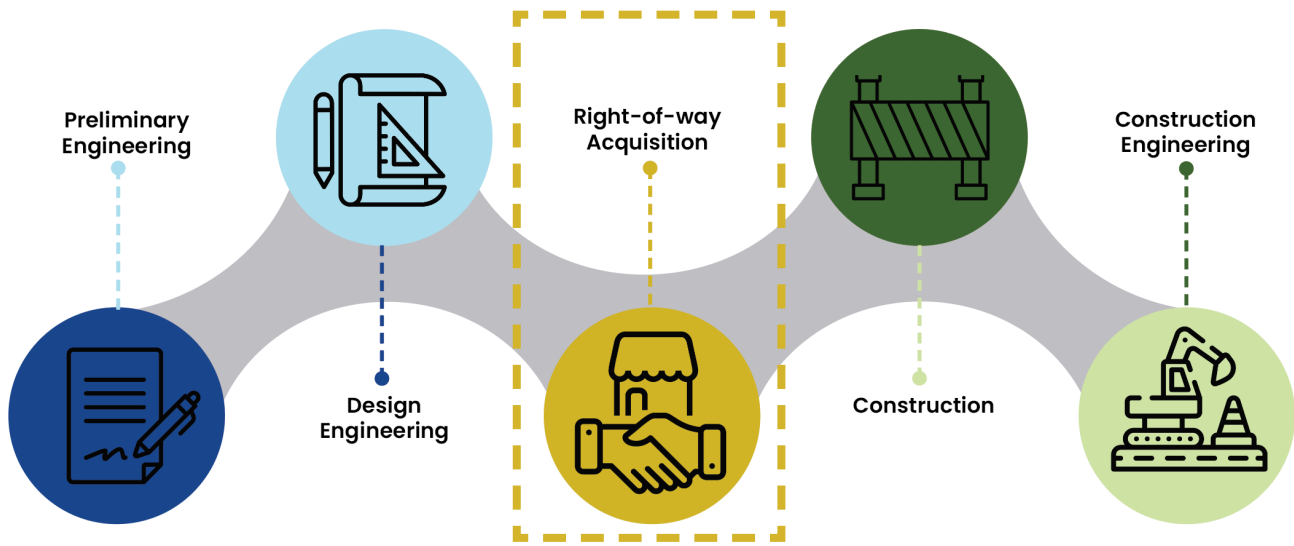 Preliminary
Engineering
Design
Engineering
Right-of-way
Acquisition
Construction
Construction
Engineering